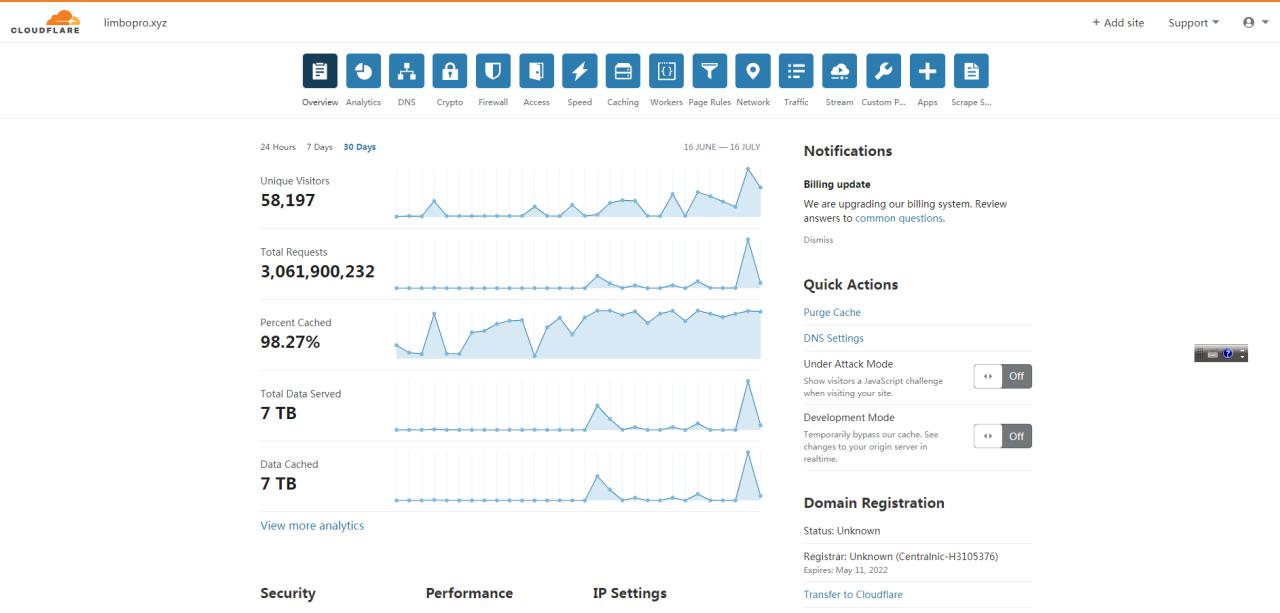 CLOUDFLARE
limbopro.xyz
+ Add site
Support
Overview
Analytics
DNS
Crypto
Firewall
Access
Speed
Caching
Workers
Page Rules
Network
Traffic
Stream
Custom P...
Apps
Scrape S...
24 Hours 7 Days 30 Days
16 JUNE — 16 JULY
Unique Visitors
58,197
Total Requests
3,061,900,232
Percent Cached
98.27%
Total Data Served
7 TB
Data Cached
7 TB
View more analytics
Security
Performance
IP Settings
Notifications
Billing update
We are upgrading our billing system. Review
answers to common questions.
Dismiss
Quick Actions
Purge Cache
DNS Settings
Under Attack Mode
Show visitors a JavaScript challenge
when visiting your site.
Off
Development Mode
Temporarily bypass our cache. See
changes to your origin server in
realtime.
Off
Domain Registration
Status: Unknown
Registrar: Unknown (Centralnic-H3105376)
Expires: May 11, 2022
Transfer to Cloudflare